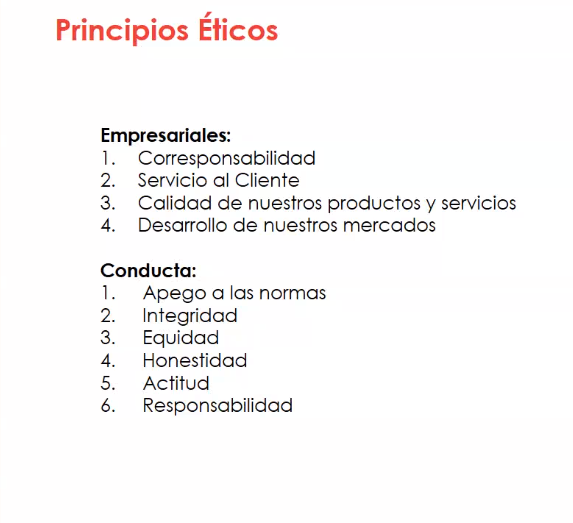 Principios Éticos
Empresariales:
1. Corresponsabilidad
2. Servicio al Cliente
3. Calidad de nuestros productos y servicios
4. Desarrollo de nuestros mercados
Conducta:
1. Apego a las normas
2. Integridad
3. Equidad
4. Honestidad
5. Actitud
6. Responsabilidad